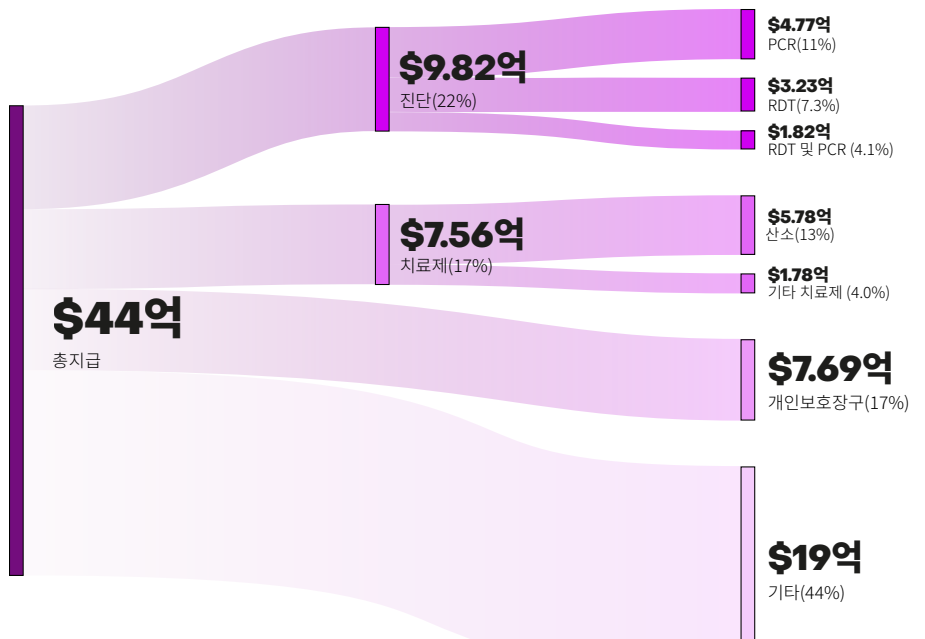 $44억
총지급
$9.82억
진단(22%)
$4.77억
PCR(11%)
$3.23억
RDT(7.3%)
$1.82억
RDT 및 PCR (4.1%)
$7.56억
치료제(17%)
$5.78억
산소(13%)
$1.78억
기타 치료제 (4.0%)
$7.69억
개인보호장구(17%)
$19억
기타(44%)